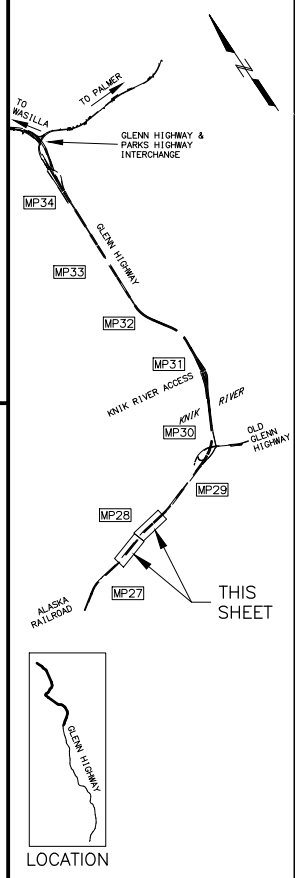 TO
WASILLA
TO PALMER
GLENN HIGHWAY &
PARKS HIGHWAY
INTERCHANGE
N
MP34
GLENN HIGHWAY
MP33
MP32
MP31
KNIK RIVER ACCESS
KNIK RIVER
MP30
OLD
GLENN
HIGHWAY
MP29
MP28
MP27
THIS
SHEET
ALASKA
RAILROAD
GLENN HIGHWAY
LOCATION